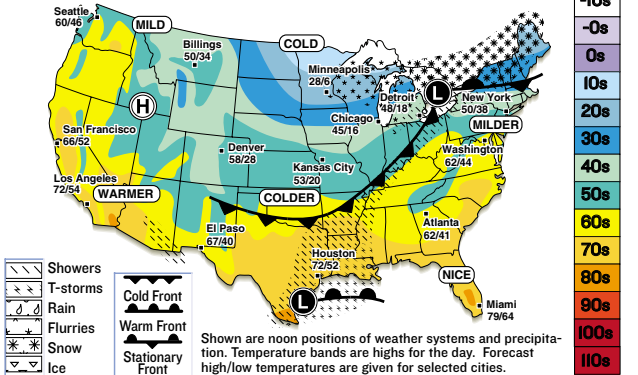 Seattle
60/46
MILD
Billings
50/34
COLD
Minneapolis
28/6
Detroit
48/18
L
New York
50/38
Chicago
45/16
MILDER
H
San Francisco
66/52
Denver
58/28
Kansas City
53/20
Washington
62/44
Los Angeles
72/54
WARMER
COLDER
El Paso
67/40
Atlanta
62/41
Houston
72/52
NICE
L
Miami
79/64
Showers
T-storms
Rain
Flurries
Snow
Ice
Cold Front
Warm Front
Stationary
Front
Shown are noon positions of weather systems and precipita-
tion. Temperature bands are highs for the day. Forecast
high/low temperatures are given for selected cities.
-10s
-0s
0s
10s
20s
30s
40s
50s
60s
70s
80s
90s
100s
110s